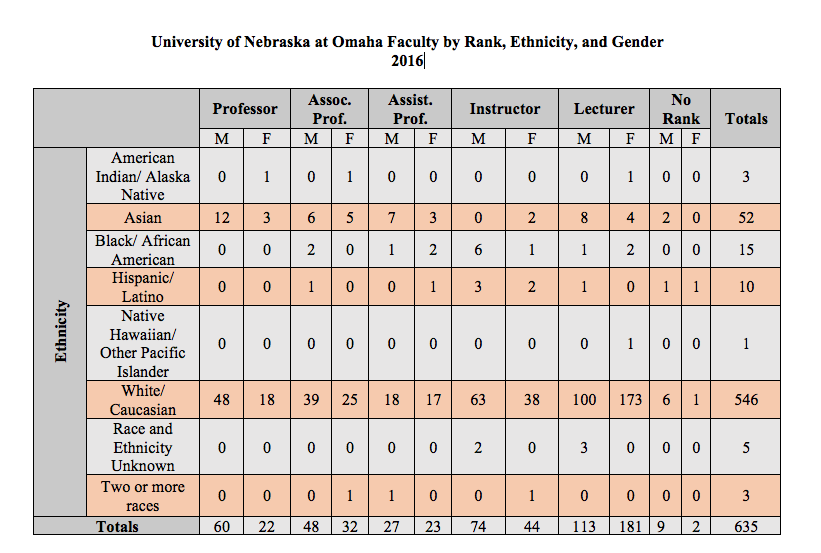 University of Nebraska at Omaha Faculty by Rank, Ethnicity, and Gender
2016
Professor Assoc. Prof. Assist. Prof. Instructor Lecturer No Rank Totals
M F M F M F M F M F M F
Ethnicity
American Indian/ Alaska Native 0 1 0 1 0 0 0 0 0 1 0 0 3
Asian 12 3 6 5 7 3 0 2 8 4 2 0 52
Black/ African American 0 0 2 0 1 2 6 1 1 2 0 0 15
Hispanic/ Latino 0 0 1 0 0 1 3 2 1 0 1 1 10
Native Hawaiian/ Other Pacific Islander 0 0 0 0 0 0 0 0 0 1 0 0 1
White/ Caucasian 48 18 39 25 18 17 63 38 100 173 6 1 546
Race and Ethnicity Unknown 0 0 0 0 0 0 2 0 3 0 0 0 5
Two or more races 0 0 0 1 1 0 0 1 0 0 0 0 3
Totals 60 22 48 32 27 23 74 44 113 181 9 2 635